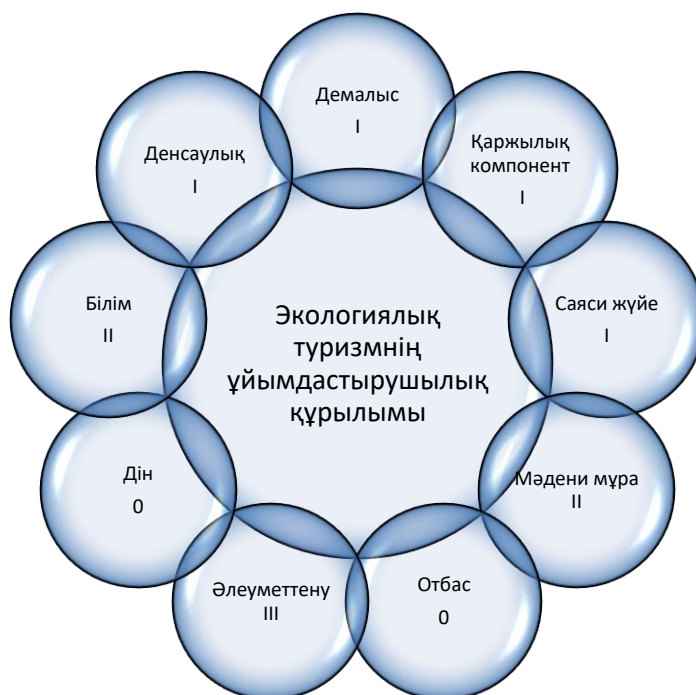 Демалыс
I
Қаржылық
компонент
I
Саяси жүйе
I
Мәдени мұра
II
Отбас
0
Әлеуметтену
III
Дін
0
Білім
II
Денсаулық
I
Экологиялық
туризмнің
ұйымдастырушылық
құрылымы